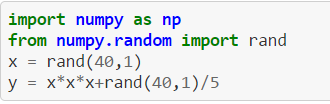 import numpy as np
from numpy.random import rand
x = rand(40,1)
y = x*x*x+rand(40,1)/5